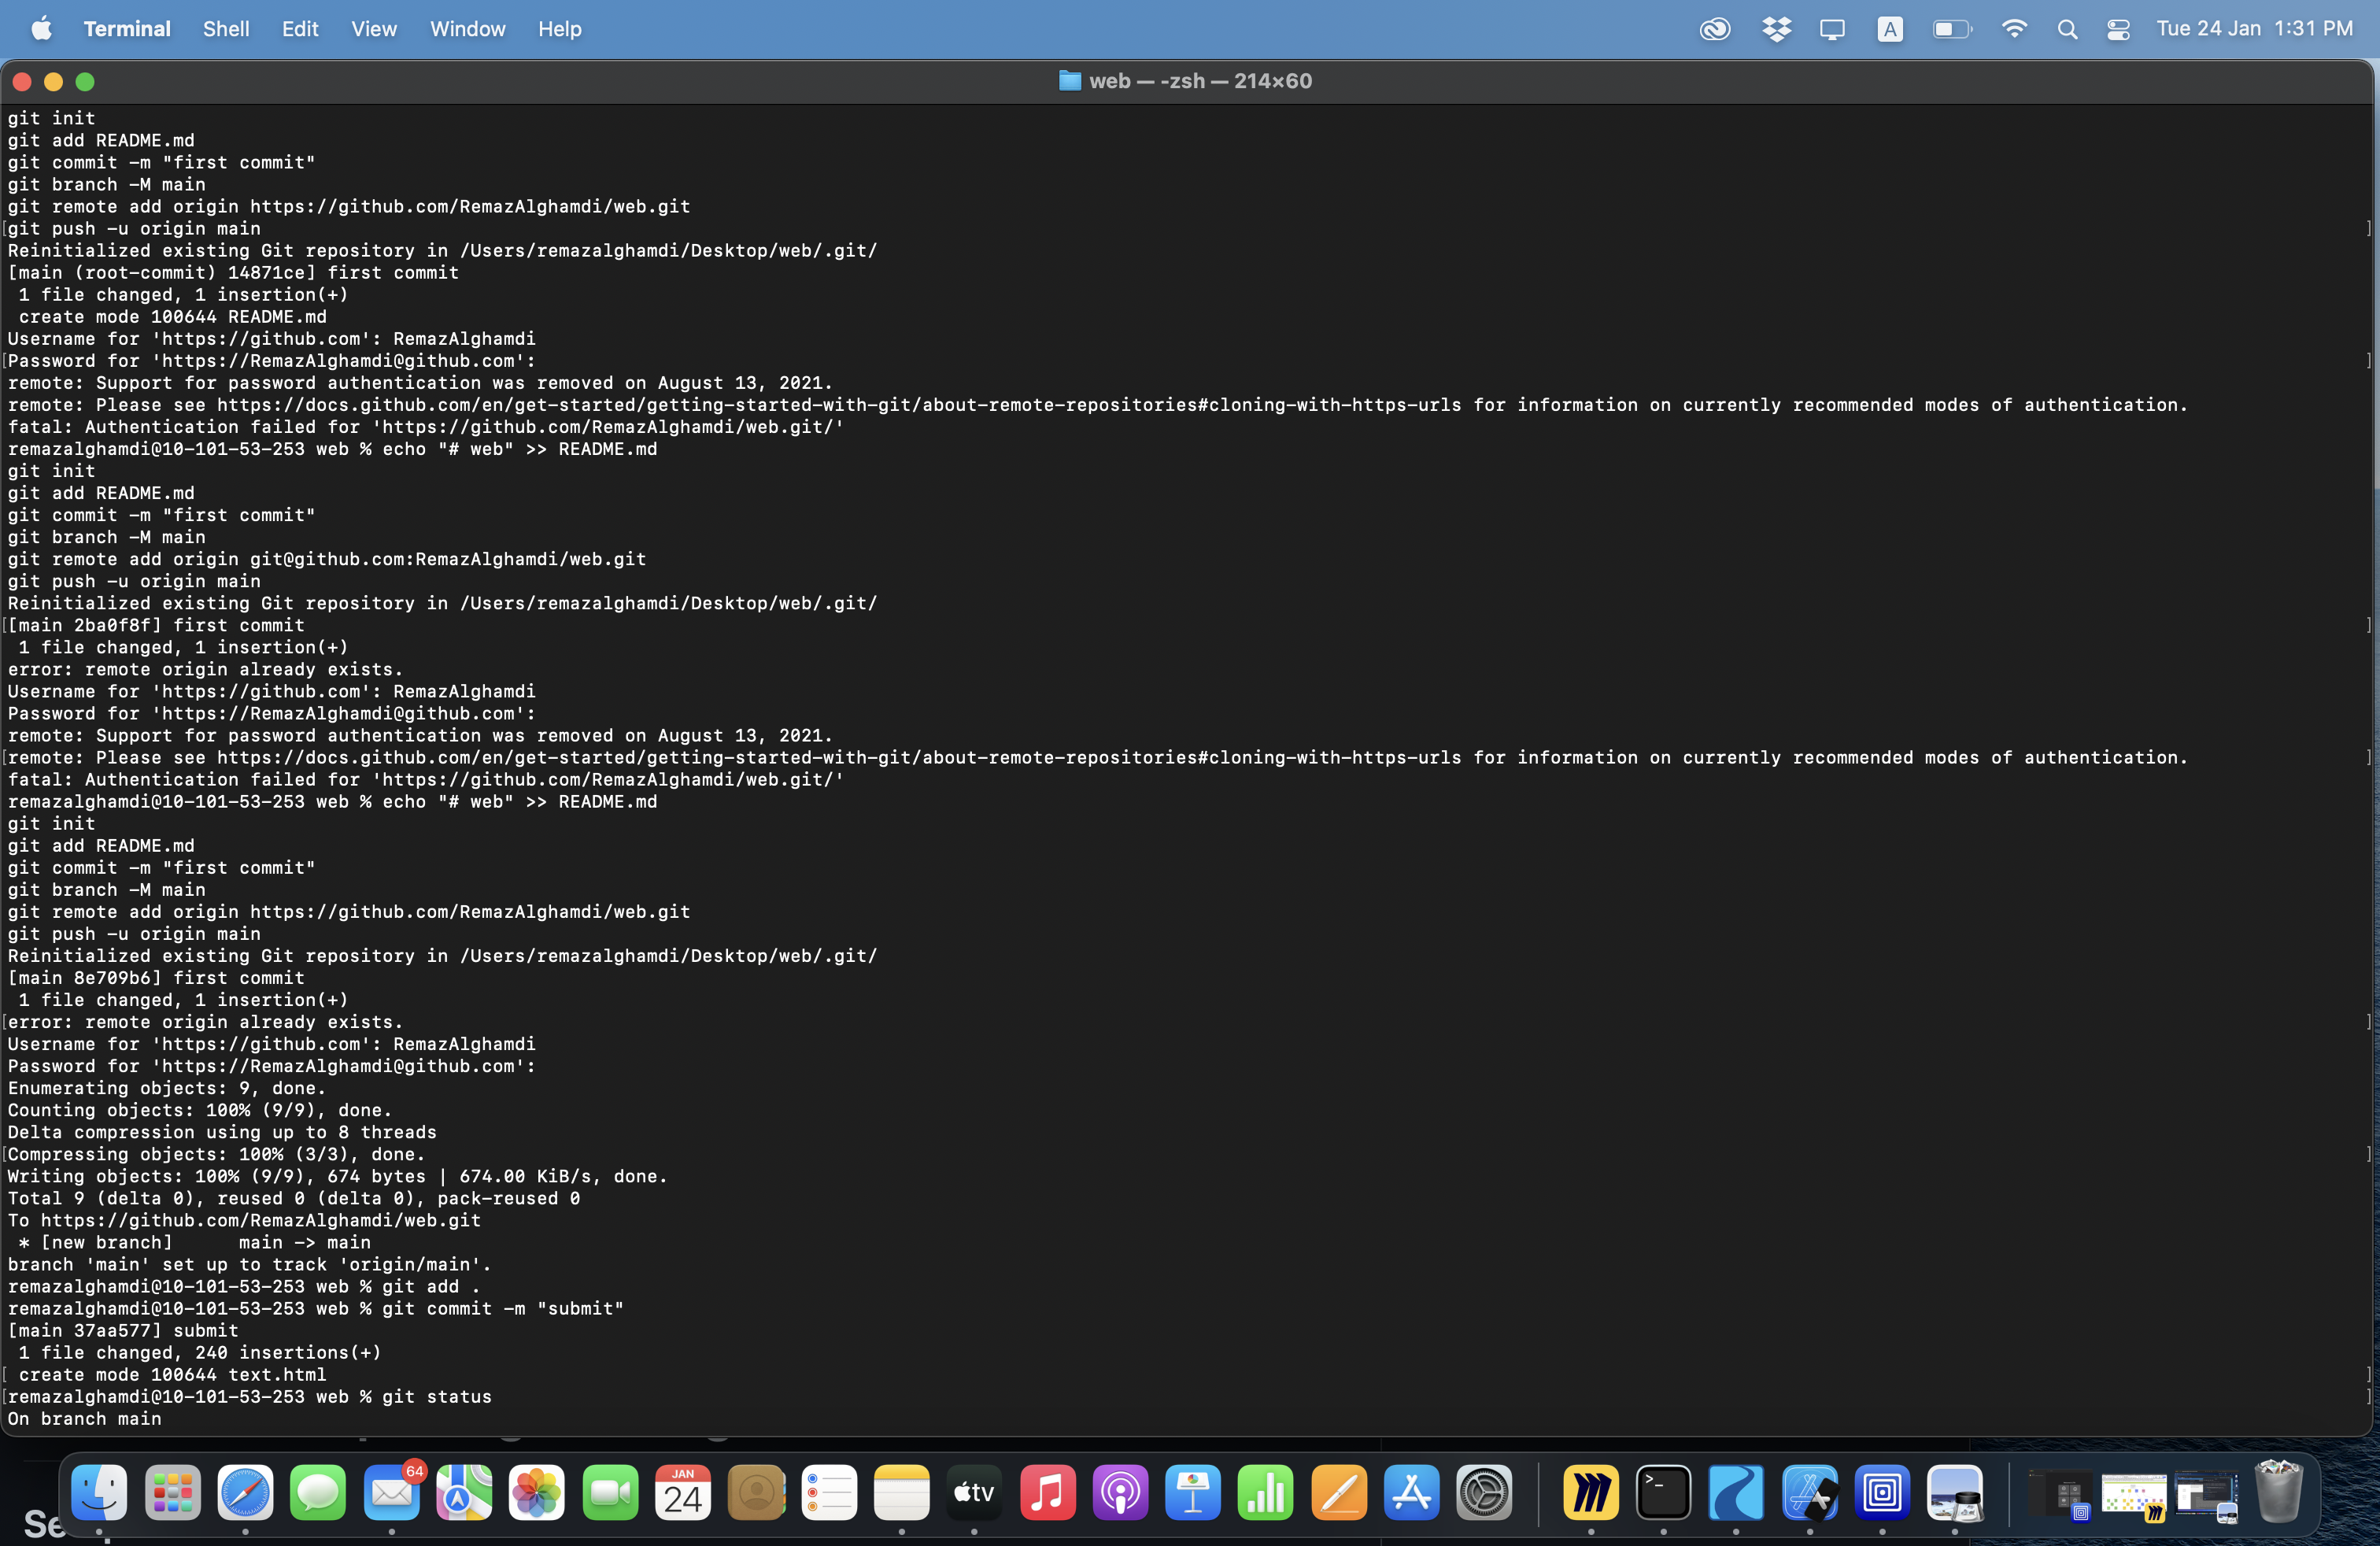 Terminal Shell Edit View Window Help A Tue 24 Jan 1:31 PM
web — -zsh — 214×60
git init
git add README.md
git commit -m "first commit"
git branch -M main
git remote add origin https://github.com/RemazAlghamdi/web.git
[git push -u origin main ]
Reinitialized existing Git repository in /Users/remazalghamdi/Desktop/web/.git/
[main (root-commit) 14871ce] first commit
1 file changed, 1 insertion(+)
create mode 100644 README.md
Username for 'https://github.com': RemazAlghamdi
[Password for 'https://RemazAlghamdi@github.com': ]
remote: Support for password authentication was removed on August 13, 2021.
remote: Please see https://docs.github.com/en/get-started/getting-started-with-git/about-remote-repositories#cloning-with-https-urls for information on currently recommended modes of authentication.
fatal: Authentication failed for 'https://github.com/RemazAlghamdi/web.git/'
remazalghamdi@10-101-53-253 web % echo "# web" >> README.md
git init
git add README.md
git commit -m "first commit"
git branch -M main
git remote add origin git@github.com:RemazAlghamdi/web.git
git push -u origin main
Reinitialized existing Git repository in /Users/remazalghamdi/Desktop/web/.git/
[[main 2ba0f8f] first commit ]
1 file changed, 1 insertion(+)
error: remote origin already exists.
Username for 'https://github.com': RemazAlghamdi
Password for 'https://RemazAlghamdi@github.com':
remote: Support for password authentication was removed on August 13, 2021.
[remote: Please see https://docs.github.com/en/get-started/getting-started-with-git/about-remote-repositories#cloning-with-https-urls for information on currently recommended modes of authentication. ]
fatal: Authentication failed for 'https://github.com/RemazAlghamdi/web.git/'
remazalghamdi@10-101-53-253 web % echo "# web" >> README.md
git init
git add README.md
git commit -m "first commit"
git branch -M main
git remote add origin https://github.com/RemazAlghamdi/web.git
git push -u origin main
Reinitialized existing Git repository in /Users/remazalghamdi/Desktop/web/.git/
[main 8e709b6] first commit
1 file changed, 1 insertion(+)
[error: remote origin already exists. ]
Username for 'https://github.com': RemazAlghamdi
Password for 'https://RemazAlghamdi@github.com':
Enumerating objects: 9, done.
Counting objects: 100% (9/9), done.
Delta compression using up to 8 threads
[Compressing objects: 100% (3/3), done. ]
Writing objects: 100% (9/9), 674 bytes | 674.00 KiB/s, done.
Total 9 (delta 0), reused 0 (delta 0), pack-reused 0
To https://github.com/RemazAlghamdi/web.git
* [new branch] main -> main
branch 'main' set up to track 'origin/main'.
remazalghamdi@10-101-53-253 web % git add .
remazalghamdi@10-101-53-253 web % git commit -m "submit"
[main 37aa577] submit
1 file changed, 240 insertions(+)
[ create mode 100644 text.html ]
[remazalghamdi@10-101-53-253 web % git status ]
On branch main
64
JAN
24
tv
>_